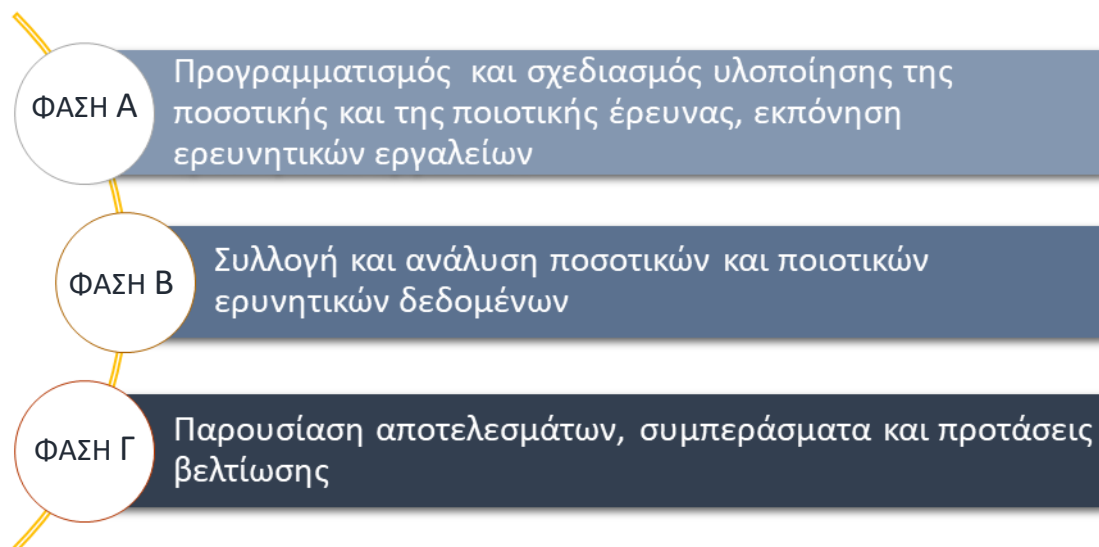 ΦΑΣΗ Α
Προγραμματισμός και σχεδιασμός υλοποίησης της
ποσοτικής και της ποιοτικής έρευνας, εκπόνηση
ερευνητικών εργαλείων
ΦΑΣΗ Β
Συλλογή και ανάλυση ποσοτικών και ποιοτικών
ερυνητικών δεδομένων
ΦΑΣΗ Γ
Παρουσίαση αποτελεσμάτων, συμπεράσματα και προτάσεις
βελτίωσης